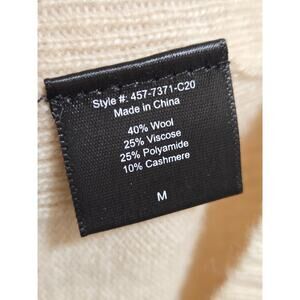 Style #: 457-7371-C20
Made in China
40% Wool
25% Viscose
25% Polyamide
10% Cashmere
M